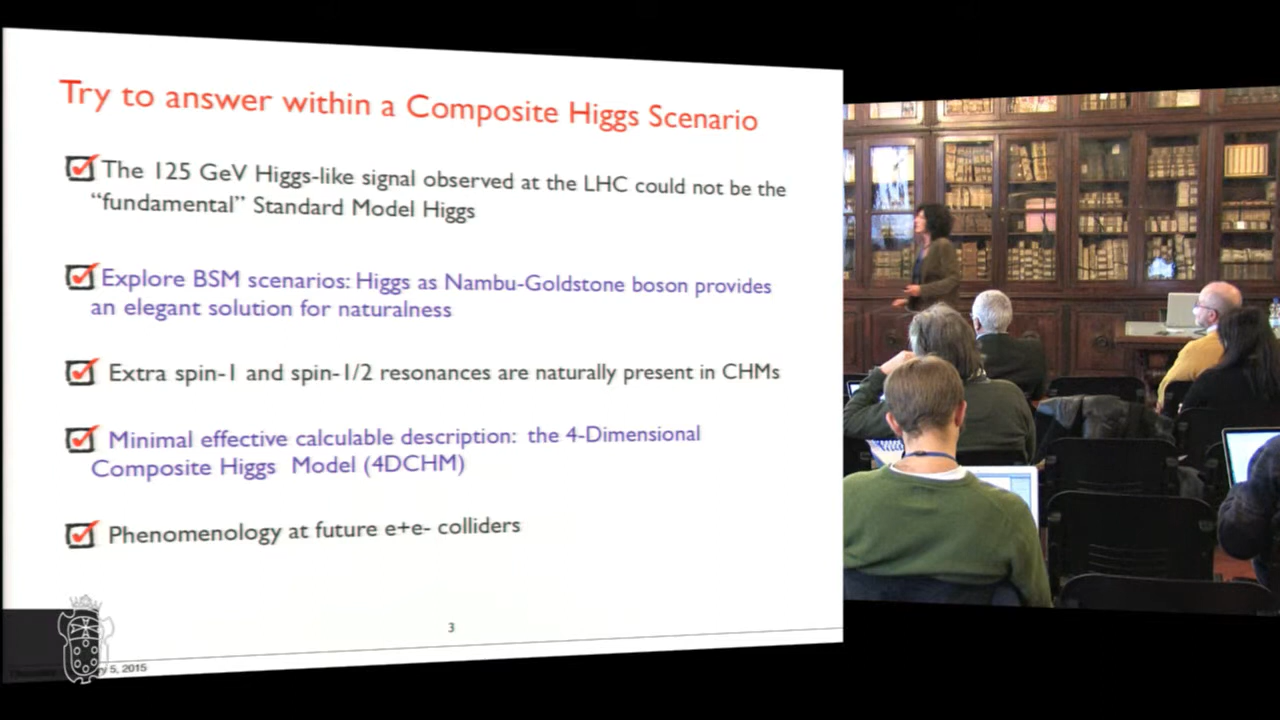 Try to answer within a Composite Higgs Scenario
The 125 GeV Higgs-like signal observed at the LHC could not be the
“fundamental” Standard Model Higgs
Explore BSM scenarios: Higgs as Nambu-Goldstone boson provides
an elegant solution for naturalness
Extra spin-1 and spin-1/2 resonances are naturally present in CHMs
Minimal effective calculable description: the 4-Dimensional
Composite Higgs Model (4DCHM)
Phenomenology at future e+e- colliders
3
5, 2015